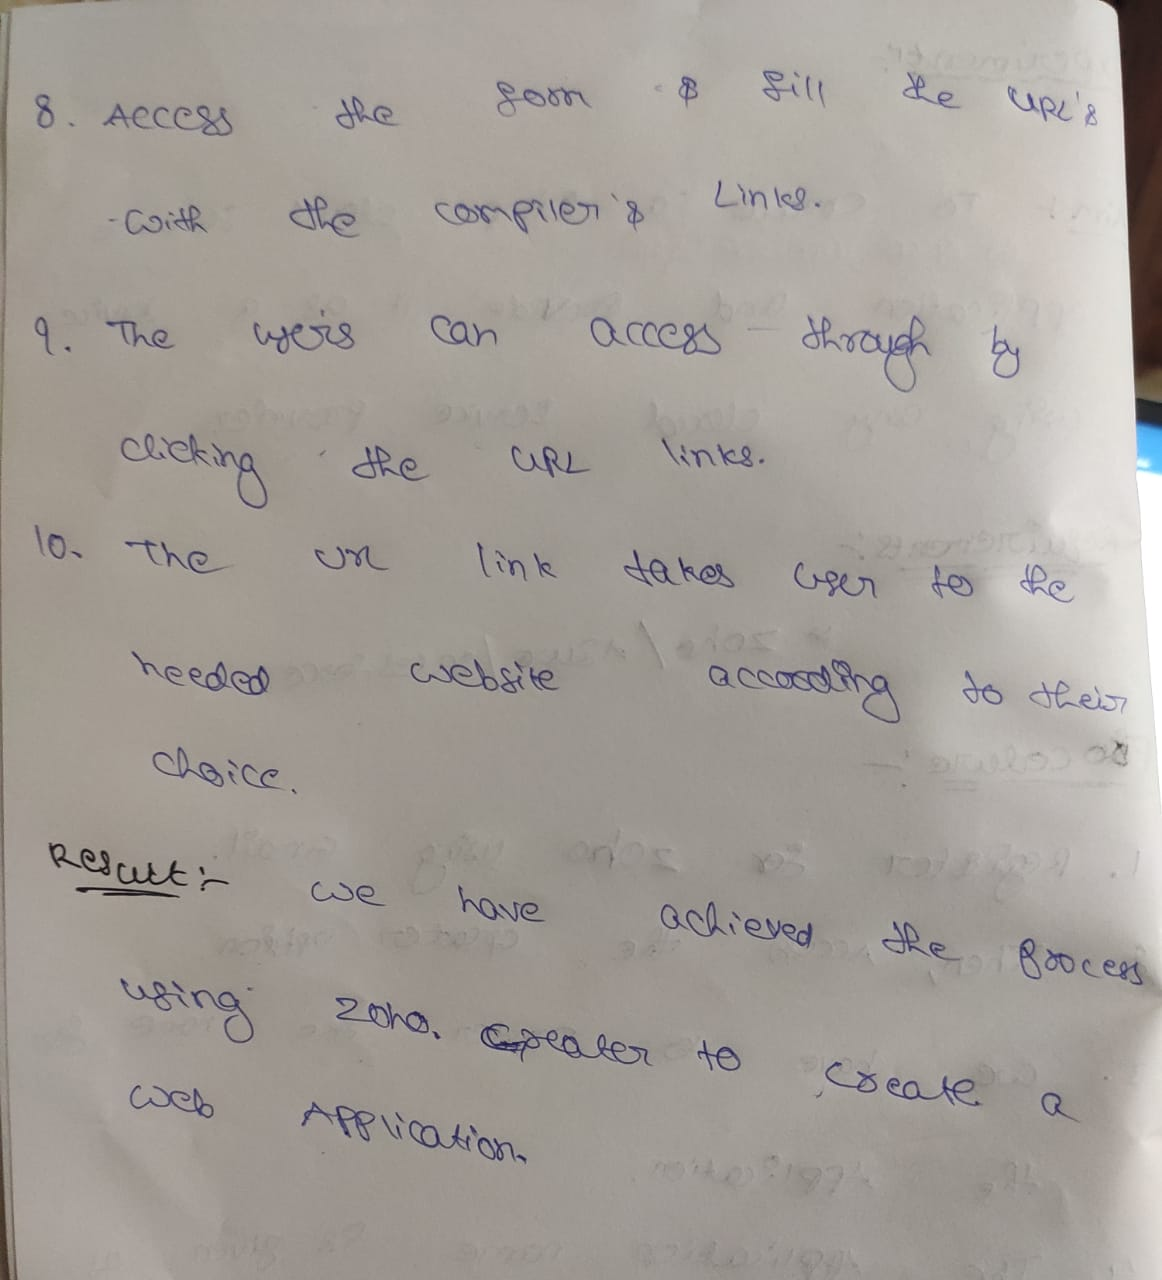 8. Access the form & fill the URL's
with the compiler's Links.
9. The users can access through by
clicking the URL links.
10. The url link takes user to the
needed website according to their
choice.
Result:- we have achieved the process
using zoho. Creater to create a
web Application.